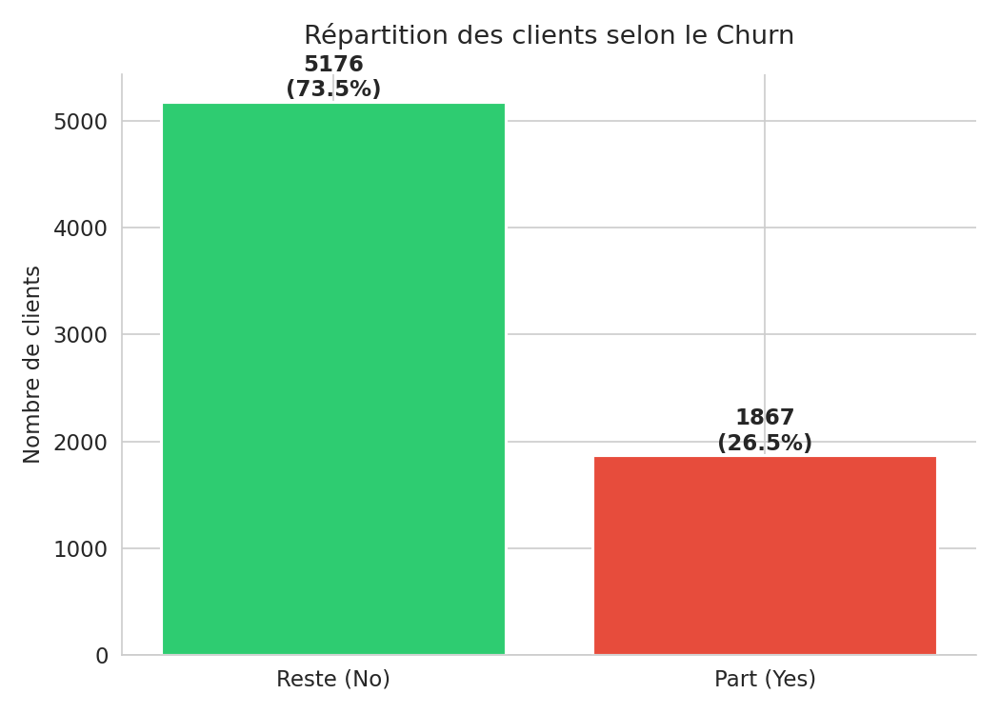 Répartition des clients selon le Churn
5176
(73.5%)
5000
4000
3000
2000
1000
0
Nombre de clients
1867
(26.5%)
Reste (No)
Part (Yes)